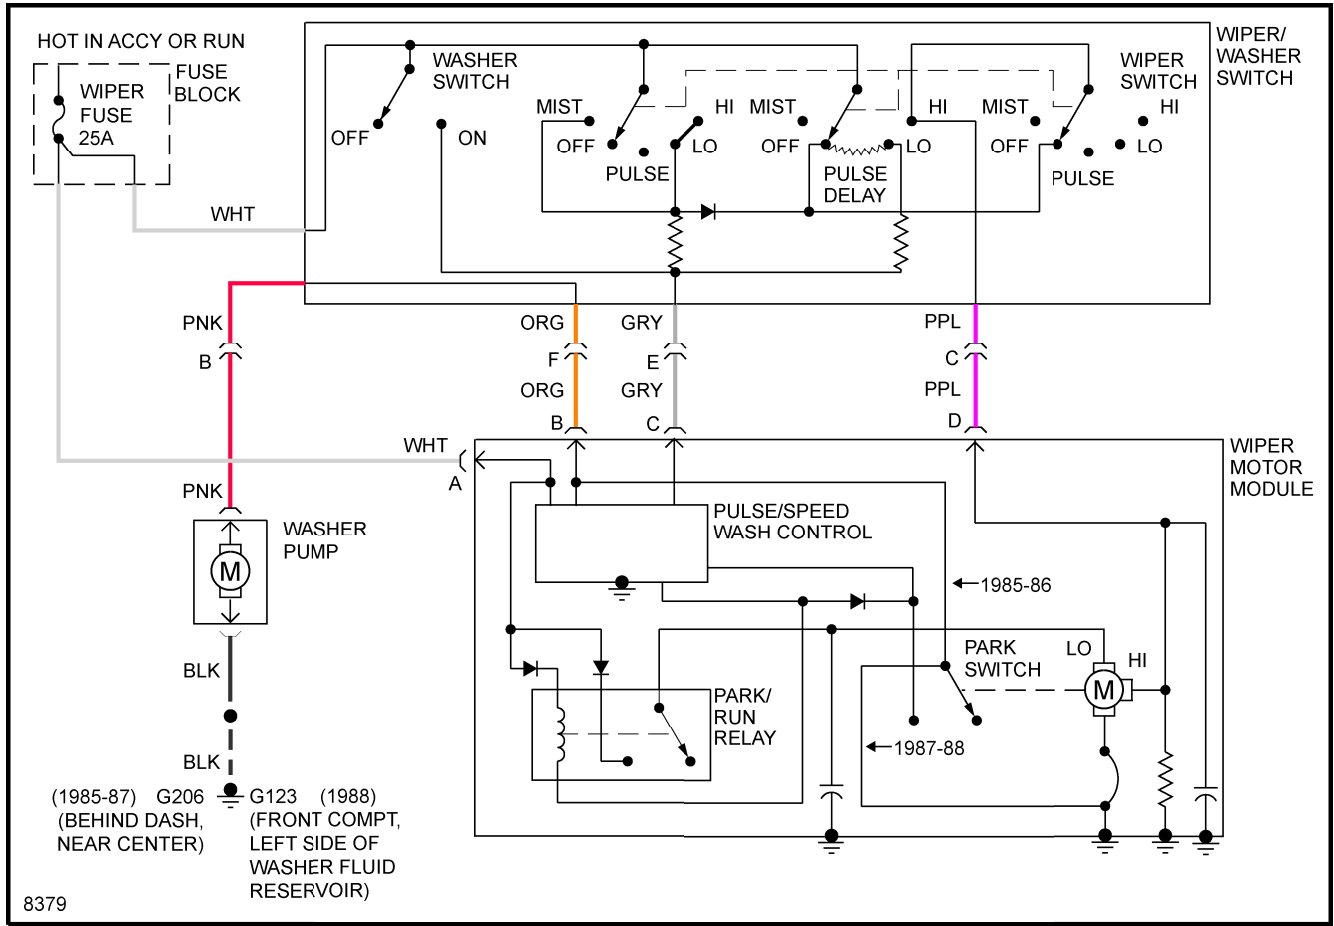 HOT IN ACCY OR RUN
WIPER
FUSE
25A
FUSE
BLOCK
WHT
WASHER
SWITCH
OFF
ON
MIST
OFF
PULSE
HI
LO
MIST
OFF
PULSE
DELAY
HI
LO
MIST
OFF
PULSE
WIPER
SWITCH
HI
LO
WIPER/
WASHER
SWITCH
PNK
B
ORG
F
ORG
B
GRY
E
GRY
C
PPL
C
PPL
D
WHT
A
PNK
WASHER
PUMP
M
BLK
BLK
(1985-87) G206
(BEHIND DASH,
NEAR CENTER)
G123 (1988)
(FRONT COMPT,
LEFT SIDE OF
WASHER FLUID
RESERVOIR)
WIPER
MOTOR
MODULE
PULSE/SPEED
WASH CONTROL
1985-86
PARK
SWITCH
LO
HI
M
PARK/
RUN
RELAY
1987-88
8379